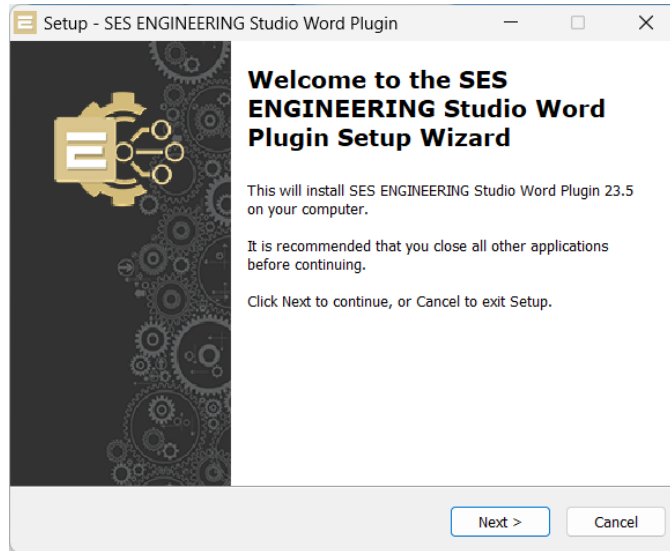 Setup - SES ENGINEERING Studio Word Plugin
Welcome to the SES
ENGINEERING Studio Word
Plugin Setup Wizard
This will install SES ENGINEERING Studio Word Plugin 23.5
on your computer.
It is recommended that you close all other applications
before continuing.
Click Next to continue, or Cancel to exit Setup.
Next >
Cancel